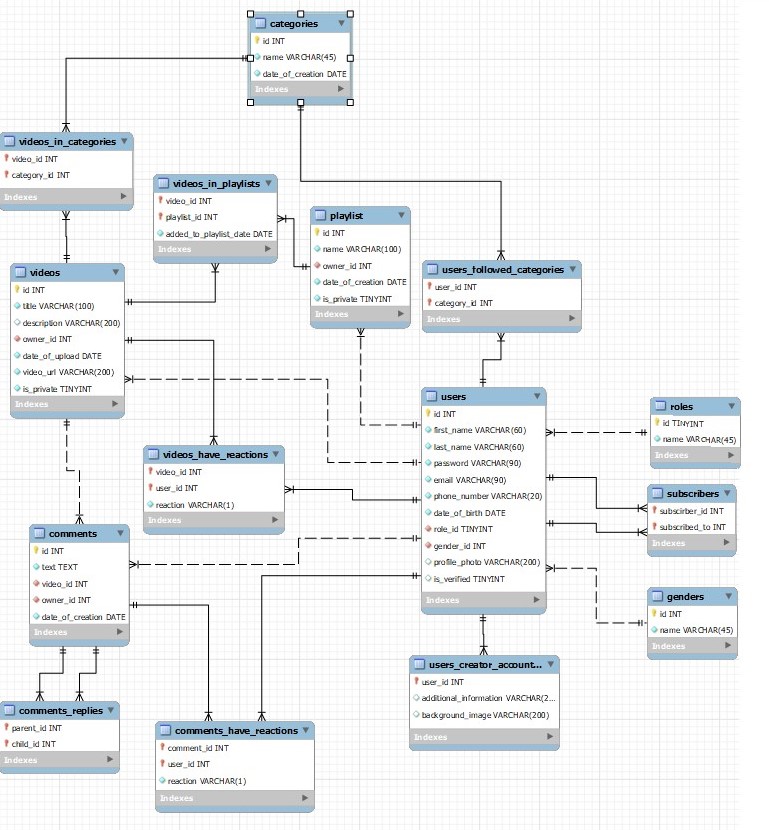 categories
id INT
name VARCHAR(45)
date_of_creation DATE
Indexes
videos_in_categories
video_id INT
category_id INT
Indexes
videos_in_playlists
video_id INT
playlist_id INT
added_to_playlist_date DATE
Indexes
playlist
id INT
name VARCHAR(100)
owner_id INT
date_of_creation DATE
is_private TINYINT
Indexes
users_followed_categories
user_id INT
category_id INT
Indexes
videos
id INT
title VARCHAR(100)
description VARCHAR(200)
owner_id INT
date_of_upload DATE
video_url VARCHAR(200)
is_private TINYINT
Indexes
users
id INT
first_name VARCHAR(60)
last_name VARCHAR(60)
password VARCHAR(90)
email VARCHAR(90)
phone_number VARCHAR(20)
date_of_birth DATE
role_id TINYINT
gender_id INT
profile_photo VARCHAR(200)
is_verified TINYINT
Indexes
roles
id TINYINT
name VARCHAR(45)
Indexes
videos_have_reactions
video_id INT
user_id INT
reaction VARCHAR(1)
Indexes
subscribers
subsciber_id INT
subscribed_to INT
Indexes
comments
id INT
text TEXT
video_id INT
owner_id INT
date_of_creation DATE
Indexes
genders
id INT
name VARCHAR(45)
Indexes
users_creator_account...
user_id INT
additional_information VARCHAR(2...
background_image VARCHAR(200)
Indexes
comments_replies
parent_id INT
child_id INT
Indexes
comments_have_reactions
comment_id INT
user_id INT
reaction VARCHAR(1)
Indexes